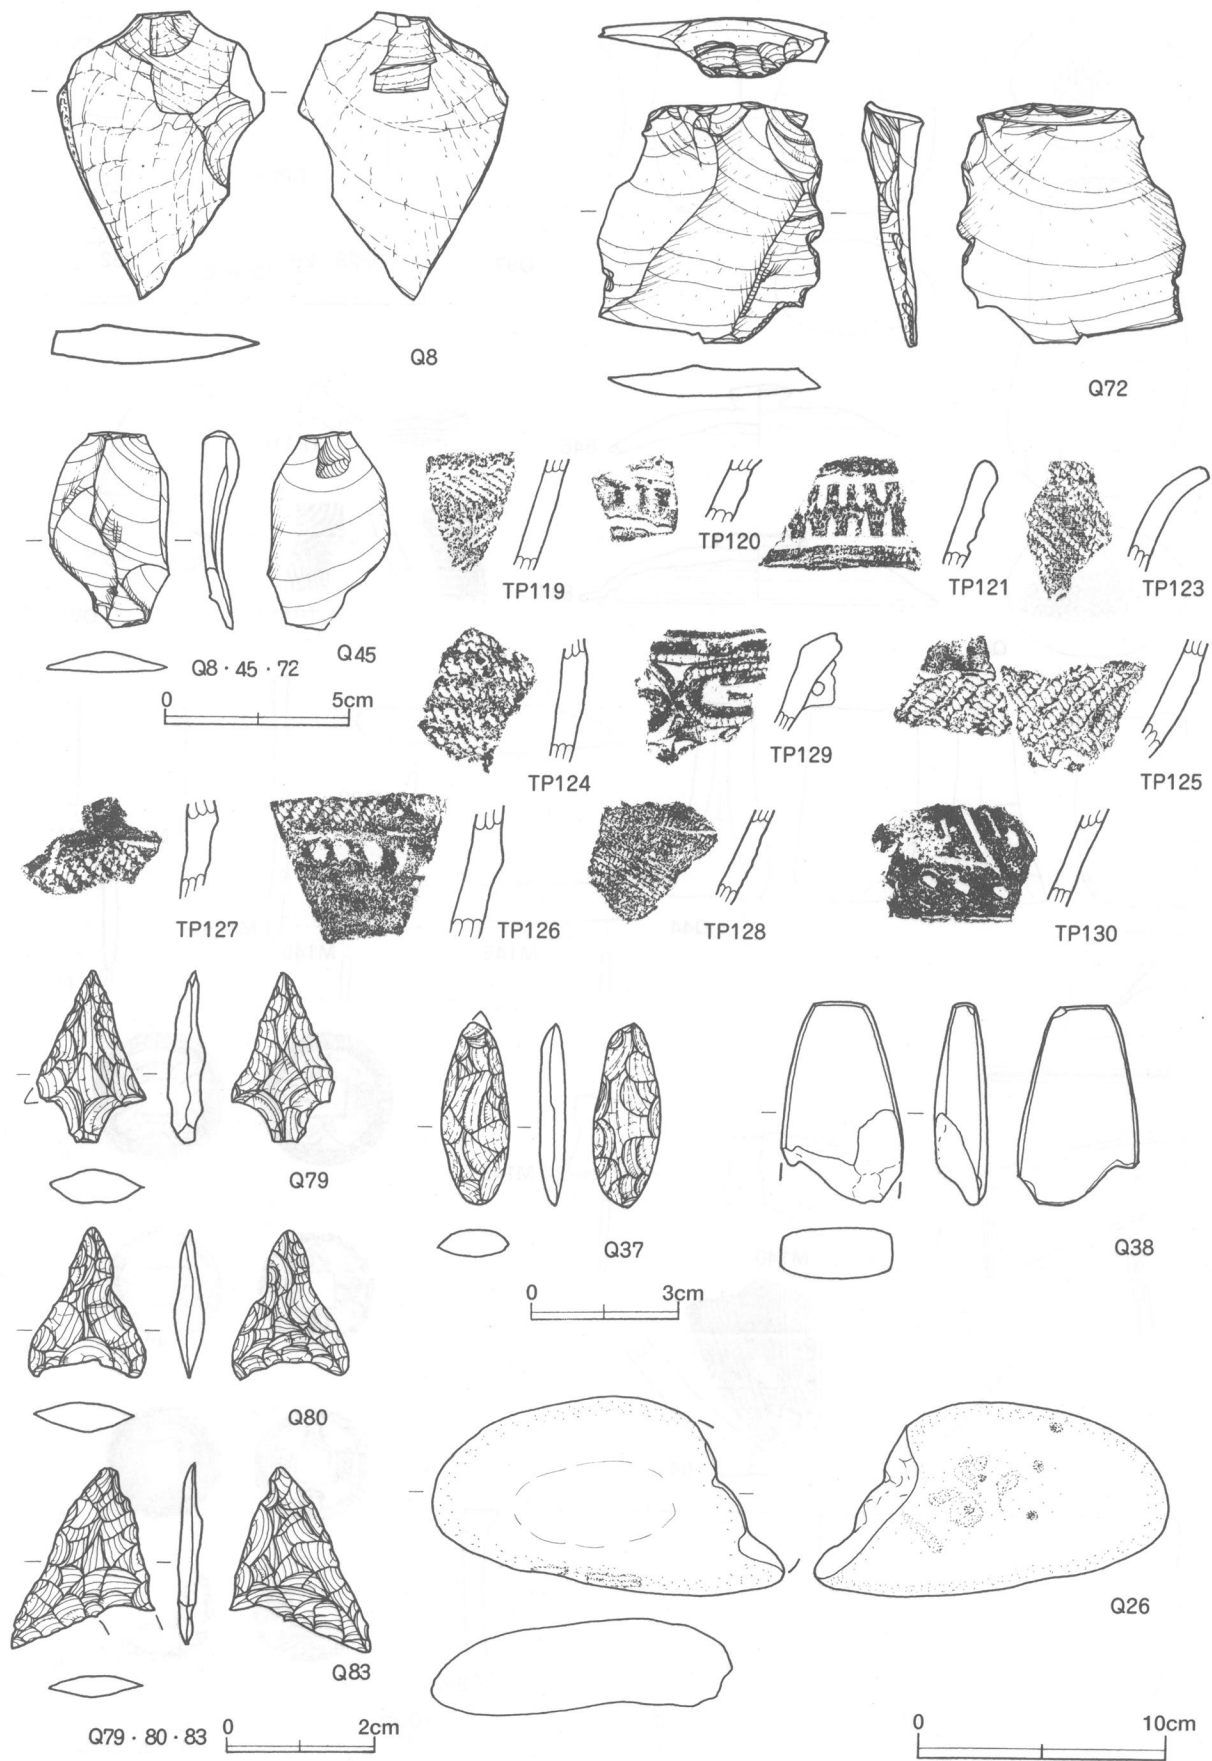 Q8
Q72
Q45
Q8・45・72
0 5cm
TP119
TP120
TP121
TP123
TP124
TP129
TP125
TP127
TP126
TP128
TP130
Q79
Q37
Q38
0 3cm
Q80
Q26
Q83
Q79・80・83
0 2cm
0 10cm